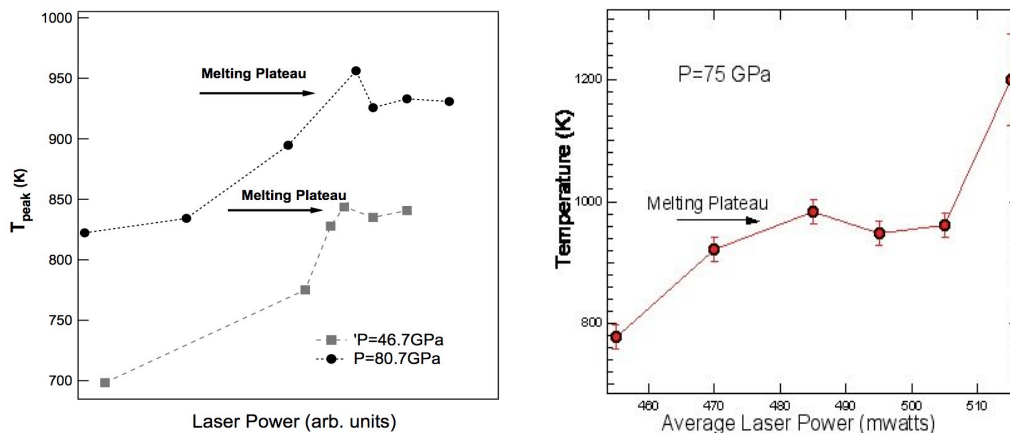 1000
950
900
850
800
750
700
T_peak (K)
Melting Plateau
Melting Plateau
'P=46.7GPa
P=80.7GPa
Laser Power (arb. units)
1200
1000
800
Temperature (K)
P=75 GPa
Melting Plateau
460 470 480 490 500 510
Average Laser Power (mwatts)